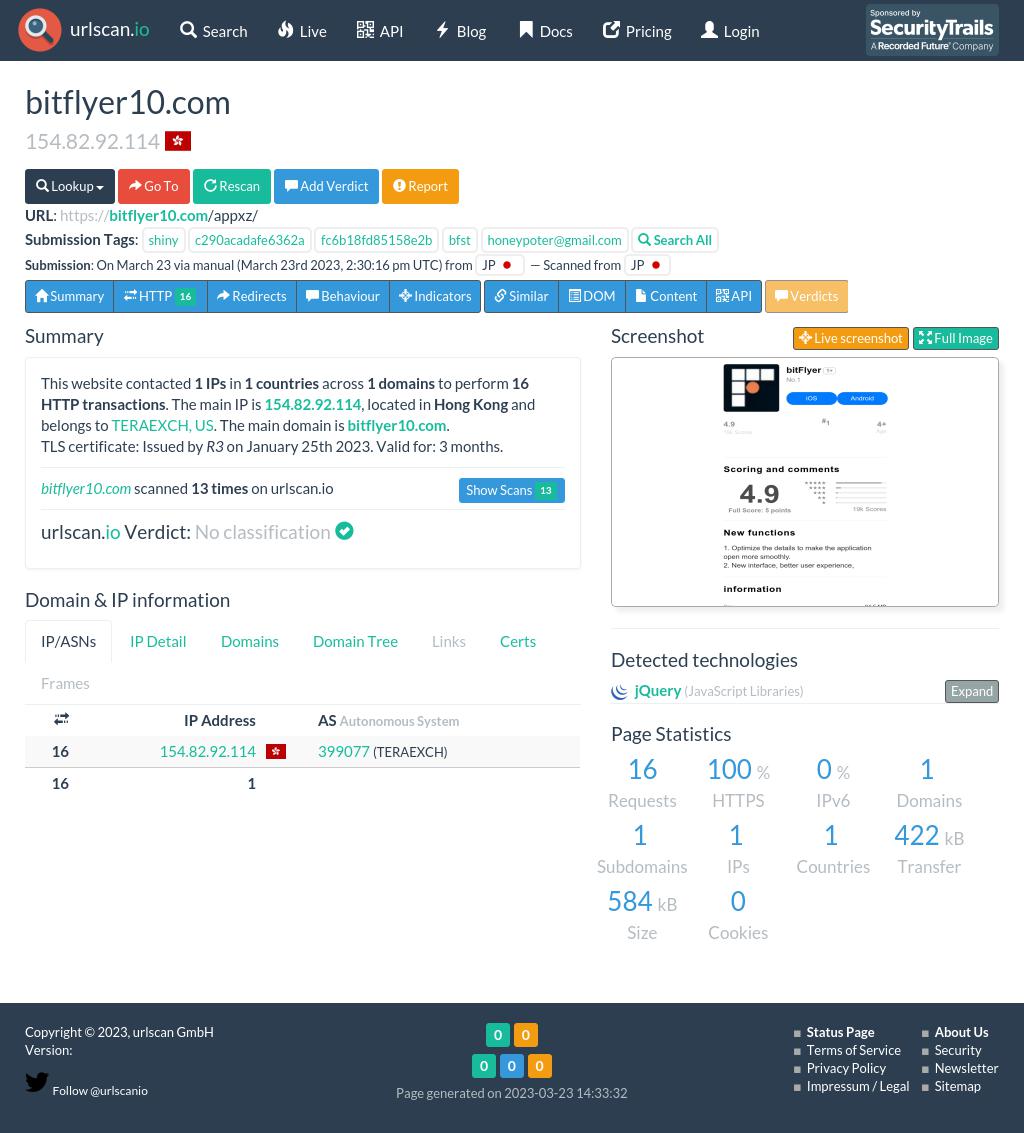 urlscan.io Search Live API Blog Docs Pricing Login
Sponsored by
SecurityTrails
A Recorded Future® Company
bitflyer10.com
154.82.92.114
Lookup Go To Rescan Add Verdict Report
URL: https://bitflyer10.com/appxz/
Submission Tags: shiny c290acadafe6362a fc6b18fd85158e2b bfst honeypoter@gmail.com Search All
Submission: On March 23 via manual (March 23rd 2023, 2:30:16 pm UTC) from JP — Scanned from JP
Summary HTTP 16 Redirects Behaviour Indicators Similar DOM Content API Verdicts
Summary
This website contacted 1 IPs in 1 countries across 1 domains to perform 16
HTTP transactions. The main IP is 154.82.92.114, located in Hong Kong and
belongs to TERAEXCH, US. The main domain is bitflyer10.com.
TLS certificate: Issued by R3 on January 25th 2023. Valid for: 3 months.
bitflyer10.com scanned 13 times on urlscan.io Show Scans 13
urlscan.io Verdict: No classification
Domain & IP information
IP/ASNs IP Detail Domains Domain Tree Links Certs
Frames
IP Address AS Autonomous System
16 154.82.92.114 399077 (TERAEXCH)
16 1
Screenshot Live screenshot Full Image
bitFlyer
No.1
iOS Android
4.9 #1 4+
Scoring and comments
4.9
Full Score: 5 points 19k Scores
New functions
1. Optimize the details to make the application
open more smoothly.
2. New interface, better user experience,
information
Detected technologies
jQuery (JavaScript Libraries) Expand
Page Statistics
16 100 % 0 % 1
Requests HTTPS IPv6 Domains
1 1 1 422 kB
Subdomains IPs Countries Transfer
584 kB 0
Size Cookies
Copyright © 2023, urlscan GmbH
Version:
Follow @urlscanio
0 0
0 0 0
Page generated on 2023-03-23 14:33:32
Status Page
Terms of Service
Privacy Policy
Impressum / Legal
About Us
Security
Newsletter
Sitemap